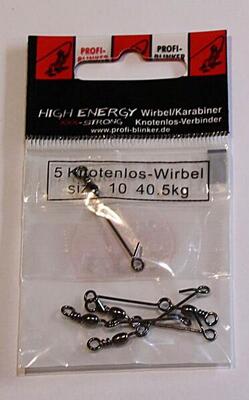 PROFI- PROFI-
BLINKER BLINKER
HIGH ENERGY Wirbel/Karabiner
XXX-STRONG Knotenlos-Verbinder
www.profi-blinker.de
5 Knotenlos-Wirbel
size 10 40.5kg